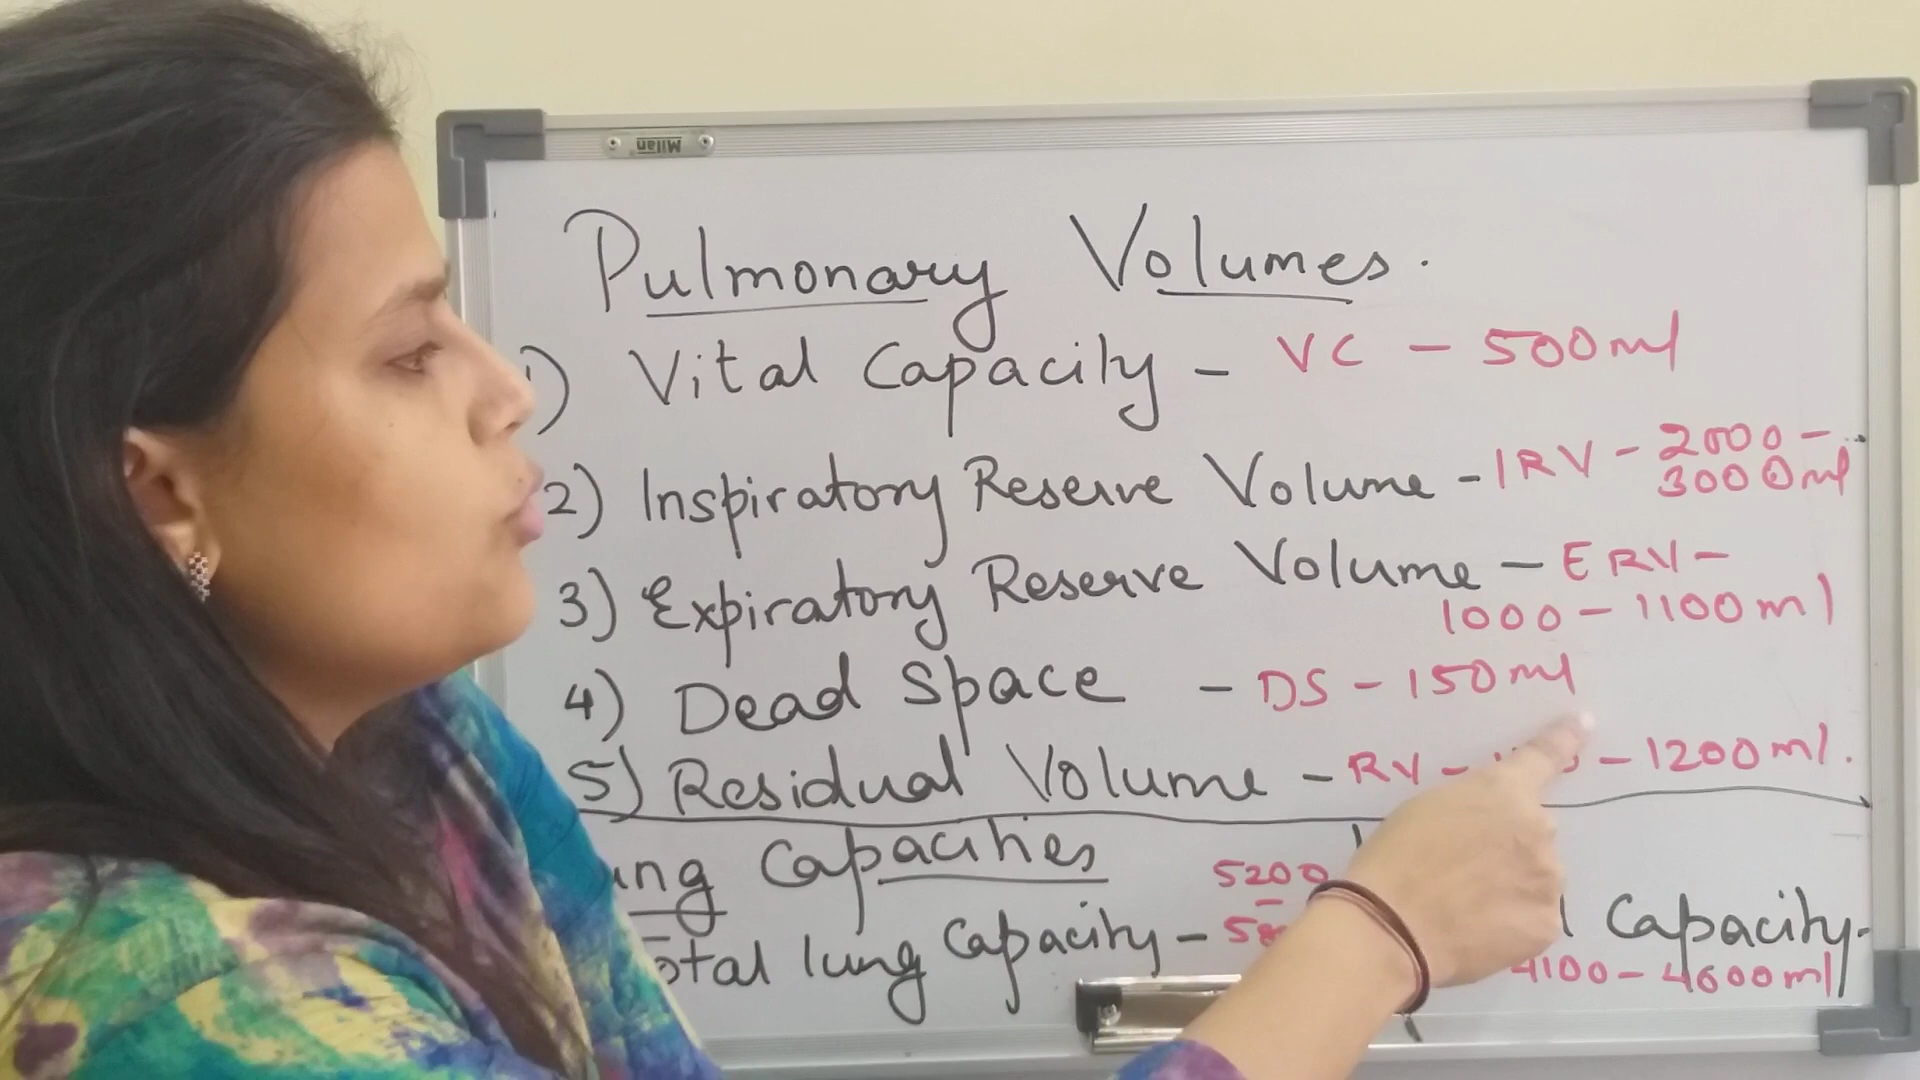 Milan
Pulmonary Volumes.
1) Vital Capacity - VC - 500ml
2) Inspiratory Reserve Volume - IRV - 2000 -
3000ml
3) Expiratory Reserve Volume - ERV -
1000 - 1100ml
4) Dead Space - DS - 150ml
5) Residual Volume - RV - - 1200ml.
Capacities
5200
lung Capacity -
Capacity -
4100 - 4600ml